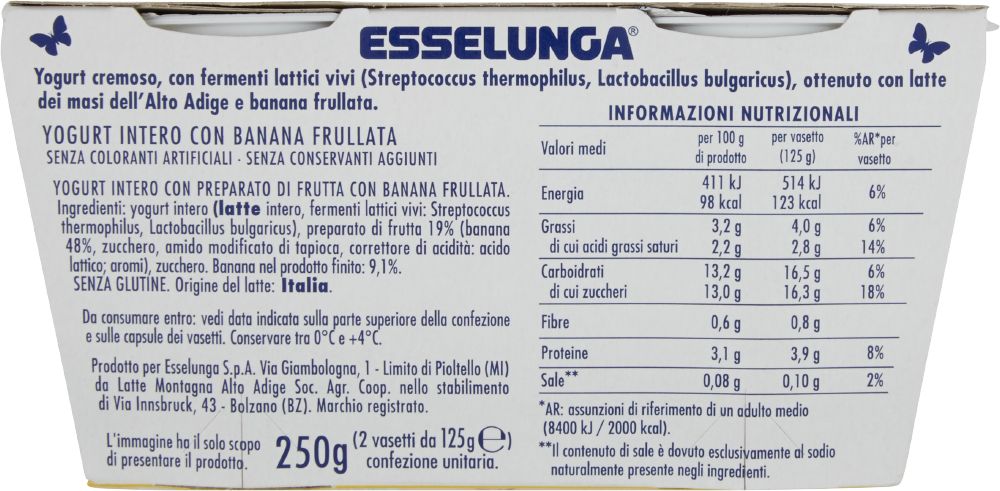 ESSELUNGA®
Yogurt cremoso, con fermenti lattici vivi (Streptococcus thermophilus, Lactobacillus bulgaricus), ottenuto con latte
dei masi dell'Alto Adige e banana frullata.
YOGURT INTERO CON BANANA FRULLATA
SENZA COLORANTI ARTIFICIALI - SENZA CONSERVANTI AGGIUNTI
YOGURT INTERO CON PREPARATO DI FRUTTA CON BANANA FRULLATA.
Ingredienti: yogurt intero (latte intero, fermenti lattici vivi: Streptococcus
thermophilus, Lactobacillus bulgaricus), preparato di frutta 19% (banana
48%, zucchero, amido modificato di tapioca, correttore di acidità: acido
lattico; aromi), zucchero. Banana nel prodotto finito: 9,1%.
SENZA GLUTINE. Origine del latte: Italia.
Da consumare entro: vedi data indicata sulla parte superiore della confezione
e sulle capsule dei vasetti. Conservare tra 0°C e +4°C.
Prodotto per Esselunga S.p.A. Via Giambologna, 1 - Limito di Pioltello (MI)
da Latte Montagna Alto Adige Soc. Agr. Coop. nello stabilimento
di Via Innsbruck, 43 - Bolzano (BZ). Marchio registrato.
L'immagine ha il solo scopo
di presentare il prodotto.
250g (2 vasetti da 125g e)
confezione unitaria.
INFORMAZIONI NUTRIZIONALI
Valori medi per 100 g di prodotto per vasetto (125 g) %AR*per vasetto
Energia 411 kJ 514 kJ 6%
98 kcal 123 kcal
Grassi 3,2 g 4,0 g 6%
di cui acidi grassi saturi 2,2 g 2,8 g 14%
Carboidrati 13,2 g 16,5 g 6%
di cui zuccheri 13,0 g 16,3 g 18%
Fibre 0,6 g 0,8 g
Proteine 3,1 g 3,9 g 8%
Sale** 0,08 g 0,10 g 2%
*AR: assunzioni di riferimento di un adulto medio
(8400 kJ / 2000 kcal).
**Il contenuto di sale è dovuto esclusivamente al sodio
naturalmente presente negli ingredienti.